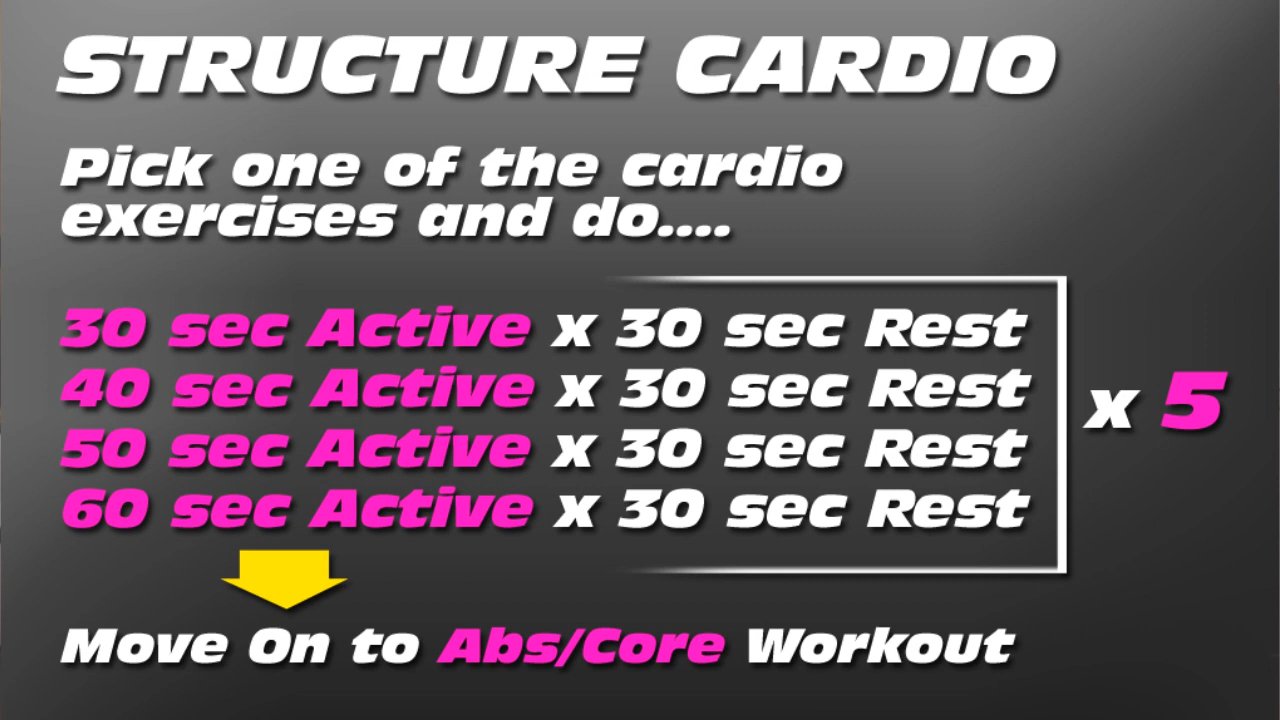 STRUCTURE CARDIO
Pick one of the cardio
exercises and do....
30 sec Active x 30 sec Rest
40 sec Active x 30 sec Rest
50 sec Active x 30 sec Rest
60 sec Active x 30 sec Rest
x 5
Move On to Abs/Core Workout